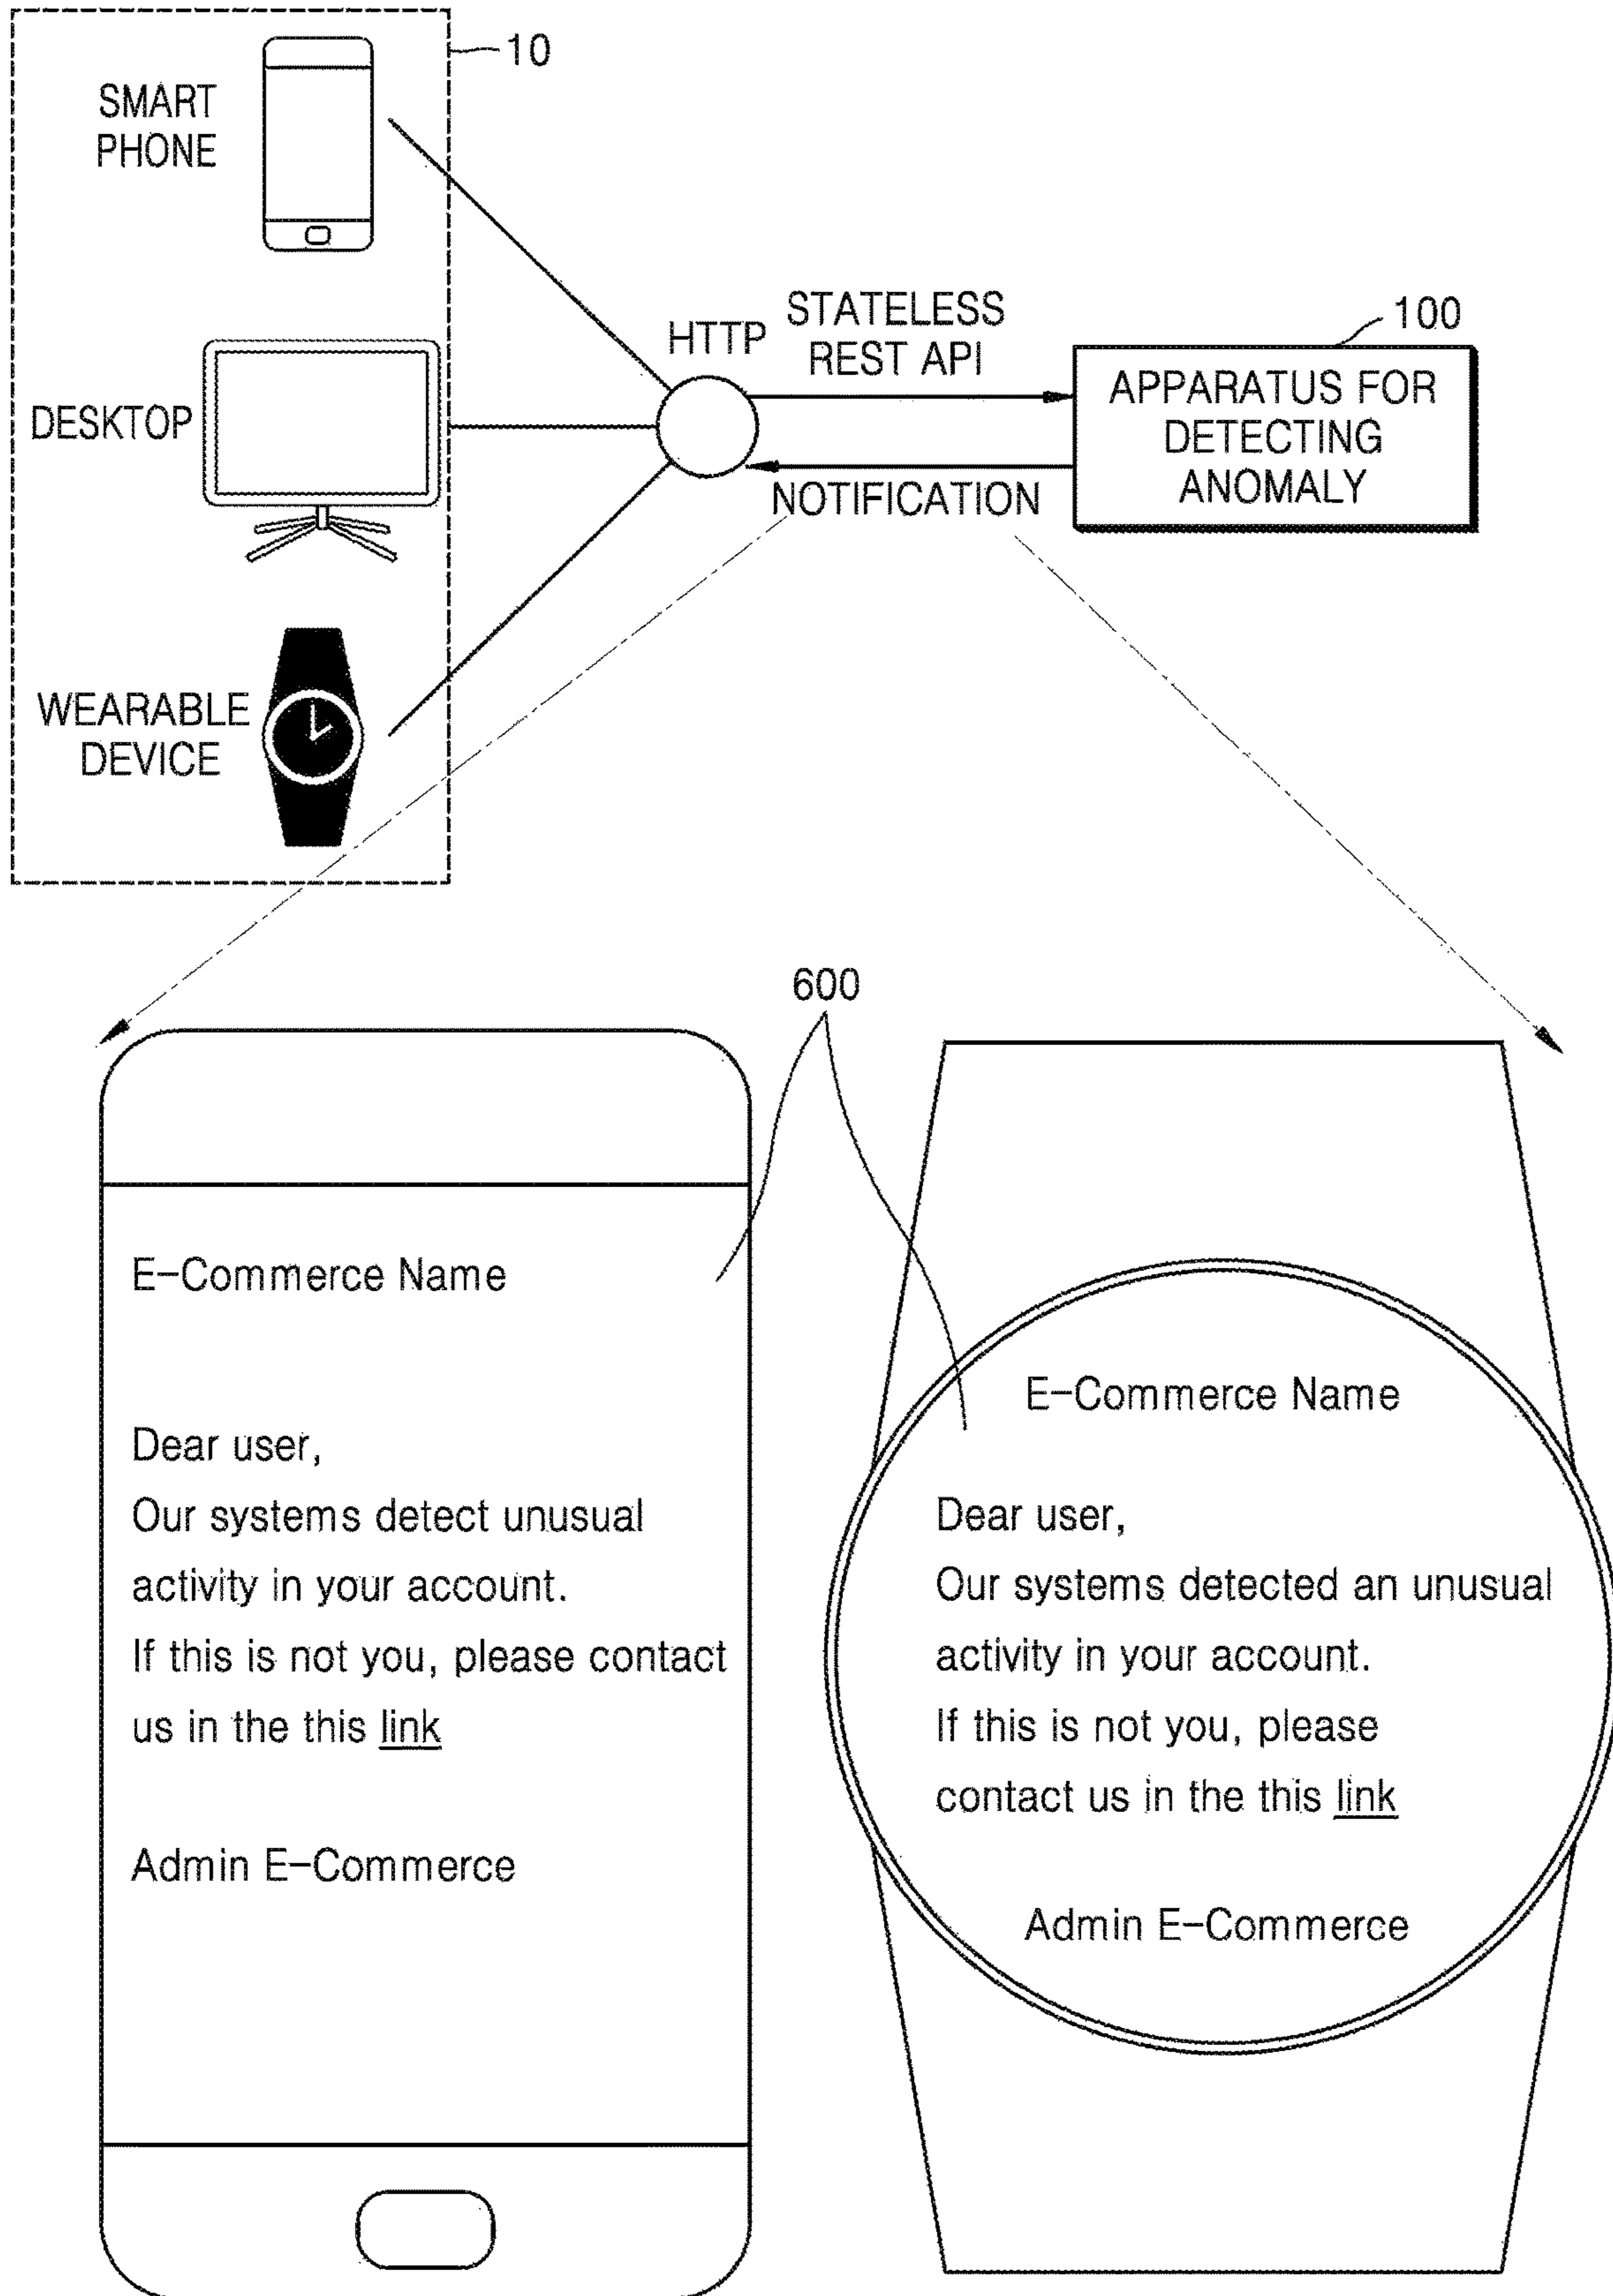 10
SMART
PHONE
DESKTOP
WEARABLE
DEVICE
HTTP
STATELESS
REST API
NOTIFICATION
100
APPARATUS FOR
DETECTING
ANOMALY
600
E-Commerce Name
Dear user,
Our systems detect unusual
activity in your account.
If this is not you, please contact
us in the this link
Admin E-Commerce
E-Commerce Name
Dear user,
Our systems detected an unusual
activity in your account.
If this is not you, please
contact us in the this link
Admin E-Commerce